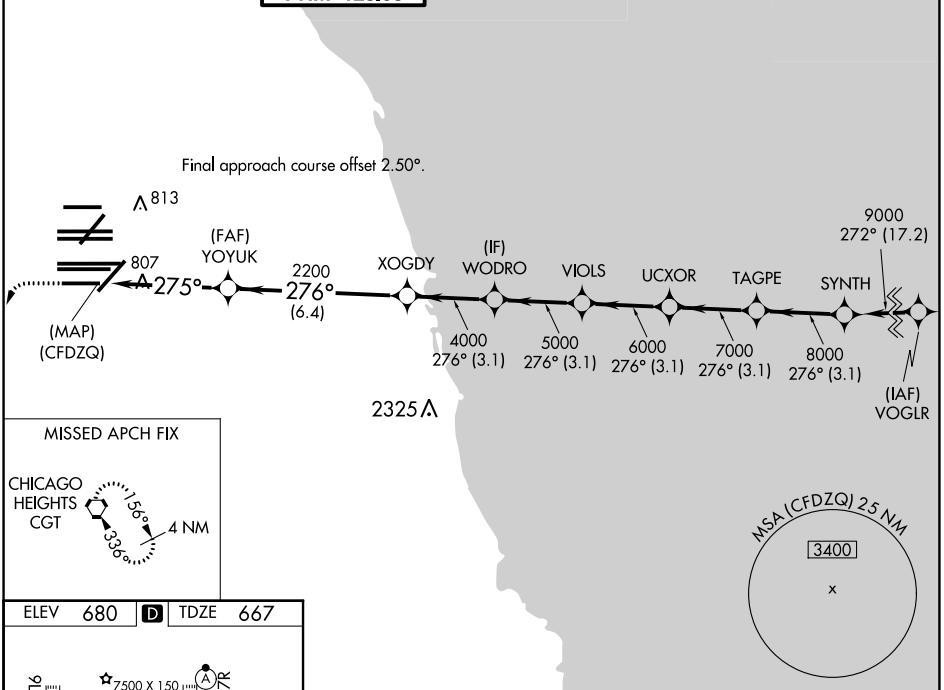 Final approach course offset 2.50°.
813
807
(FAF)
YOYUK
275°
2200
276°
(6.4)
XOGDY
(IF)
WODRO
VIOLS
UCXOR
TAGPE
SYNTH
9000
272° (17.2)
(MAP)
(CFDZQ)
4000
276° (3.1)
5000
276° (3.1)
6000
276° (3.1)
7000
276° (3.1)
8000
276° (3.1)
(IAF)
VOGLR
2325
MISSED APCH FIX
CHICAGO
HEIGHTS
CGT
156°
336°
4 NM
MSA (CFDZQ) 25 NM
3400
x
ELEV 680 D TDZE 667
7500 X 150
A